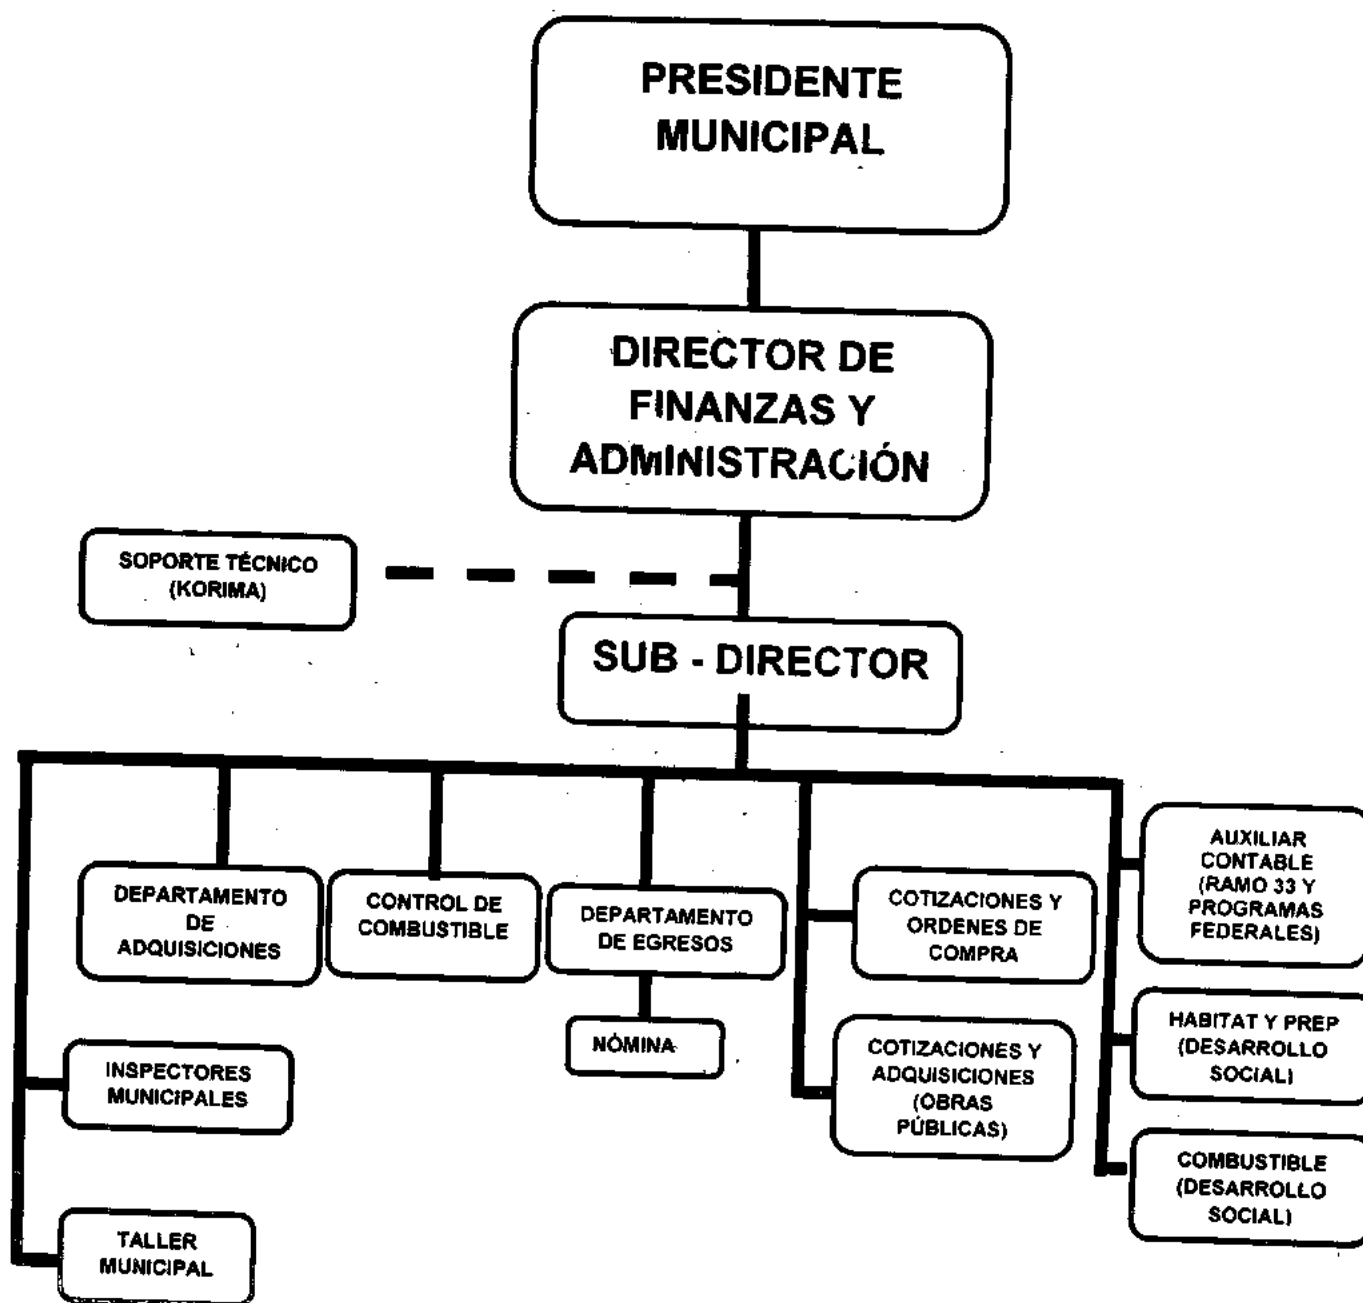 PRESIDENTE
MUNICIPAL
DIRECTOR DE
FINANZAS Y
ADMINISTRACIÓN
SOPORTE TÉCNICO
(KORIMA)
SUB - DIRECTOR
DEPARTAMENTO
DE
ADQUISICIONES
CONTROL DE
COMBUSTIBLE
DEPARTAMENTO
DE EGRESOS
NÓMINA
COTIZACIONES Y
ORDENES DE
COMPRA
COTIZACIONES Y
ADQUISICIONES
(OBRAS
PÚBLICAS)
AUXILIAR
CONTABLE
(RAMO 33 Y
PROGRAMAS
FEDERALES)
HABITAT Y PREP
(DESARROLLO
SOCIAL)
COMBUSTIBLE
(DESARROLLO
SOCIAL)
INSPECTORES
MUNICIPALES
TALLER
MUNICIPAL